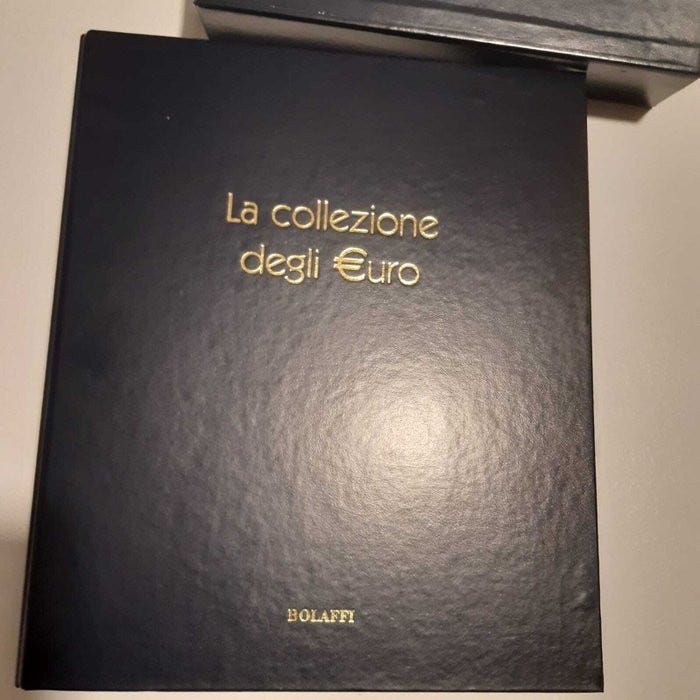 La collezione
degli €uro
BOLAFFI